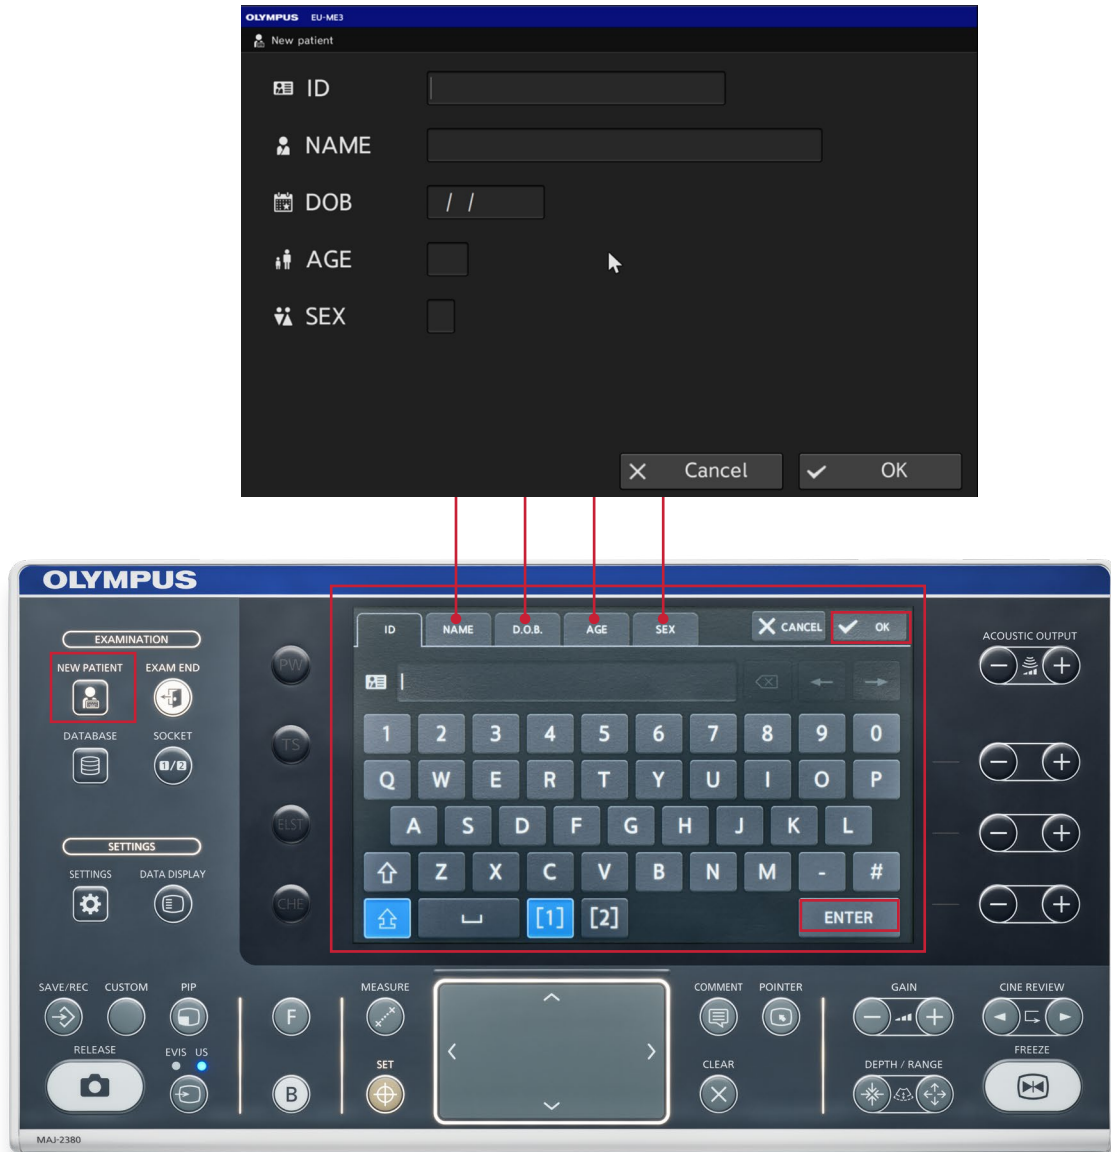 OLYMPUS EU-ME3
New patient
ID
NAME
DOB / /
AGE
SEX
Cancel OK
OLYMPUS
EXAMINATION
NEW PATIENT EXAM END
DATABASE SOCKET
1/2
SETTINGS
SETTINGS DATA DISPLAY
PW
TS
ELST
CHE
ID NAME D.O.B. AGE SEX CANCEL OK
1 2 3 4 5 6 7 8 9 0
Q W E R T Y U I O P
A S D F G H J K L
Z X C V B N M - #
[1] [2] ENTER
ACOUSTIC OUTPUT
− +
− +
− +
− +
SAVE/REC CUSTOM PIP
RELEASE EVIS US
F
B
MEASURE
SET
COMMENT POINTER
CLEAR
GAIN
− +
DEPTH / RANGE
CINE REVIEW
FREEZE
MAJ-2380